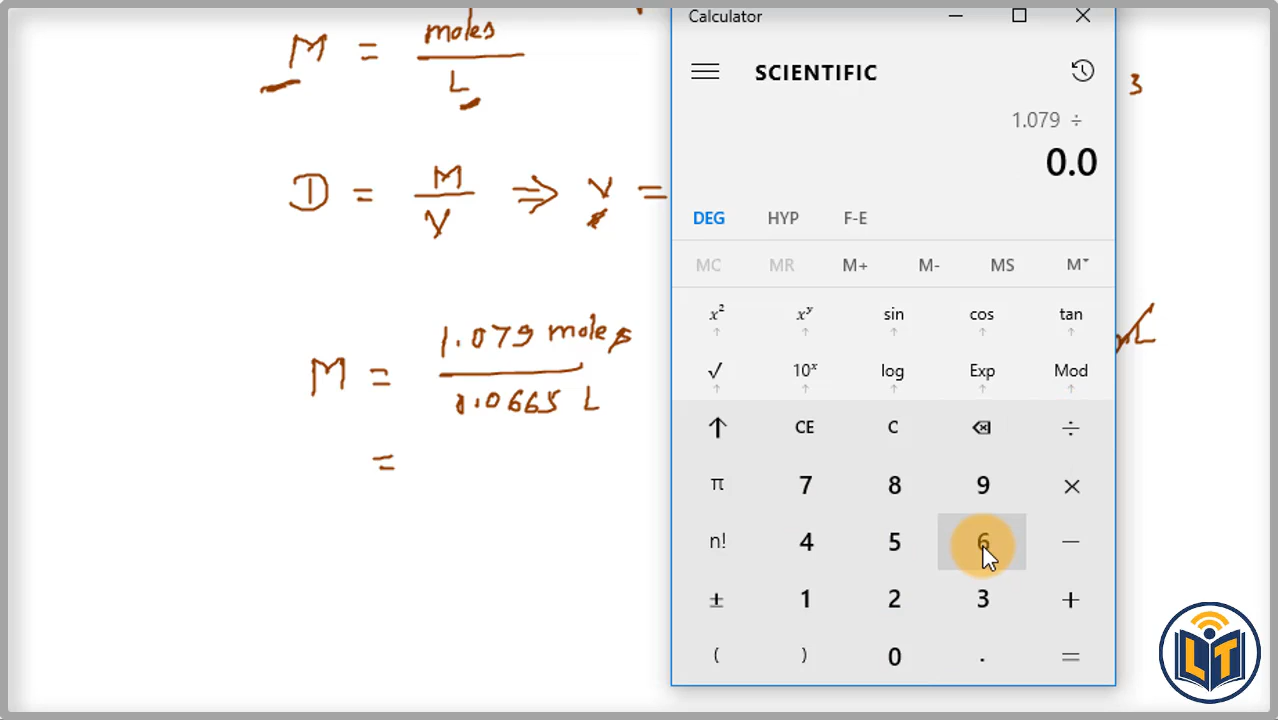 M = moles / L
3
D = M / V ⇒ V =
M = 1.079 moles / 0.0665 L
mL
=
Calculator
SCIENTIFIC
1.079 ÷
0.0
DEG HYP F-E
MC MR M+ M- MS M˅
x² xʸ sin cos tan
√ 10ˣ log Exp Mod
↑ CE C ⌫ ÷
π 7 8 9 ×
n! 4 5 6 −
± 1 2 3 +
( ) 0 . =
LT